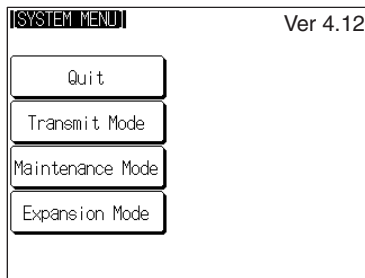 [SYSTEM MENU]
Ver 4.12
Quit
Transmit Mode
Maintenance Mode
Expansion Mode